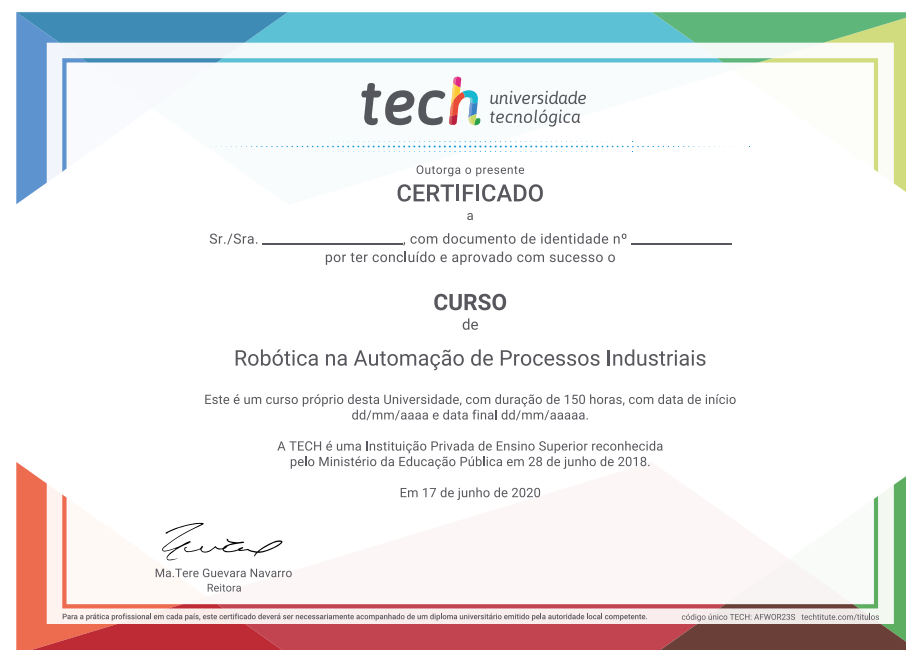 tech universidade
tecnológica
Outorga o presente
CERTIFICADO
a
Sr./Sra. ________________, com documento de identidade nº ____________
por ter concluído e aprovado com sucesso o
CURSO
de
Robótica na Automação de Processos Industriais
Este é um curso próprio desta Universidade, com duração de 150 horas, com data de início
dd/mm/aaaa e data final dd/mm/aaaaa.
A TECH é uma Instituição Privada de Ensino Superior reconhecida
pelo Ministério da Educação Pública em 28 de junho de 2018.
Em 17 de junho de 2020
Ma.Tere Guevara Navarro
Reitora
Para a prática profissional em cada país, este certificado deverá ser necessariamente acompanhado de um diploma universitário emitido pela autoridade local competente. código único TECH: AFWOR23S techtitute.com/titulos